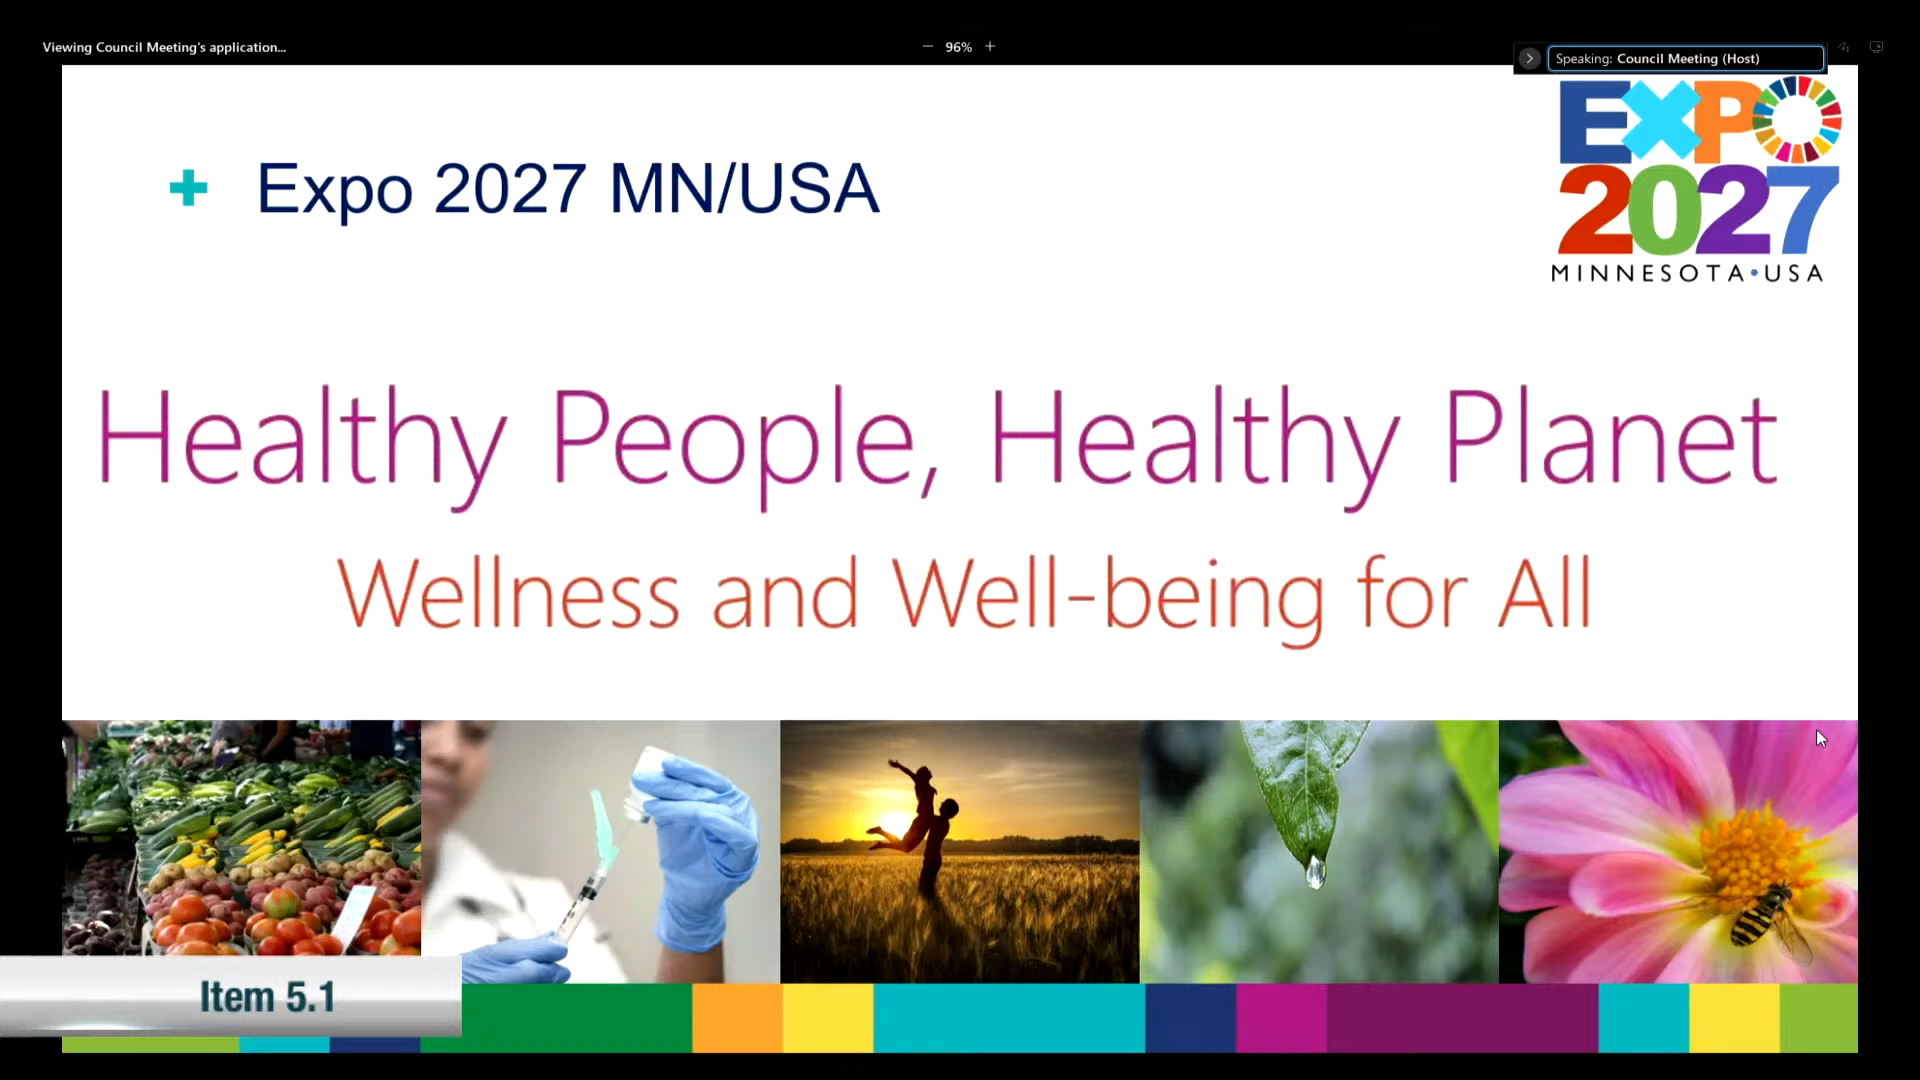 Viewing Council Meeting's application...
96%
Speaking: Council Meeting (Host)
EXPO
2027
MINNESOTA•USA
Expo 2027 MN/USA
Healthy People, Healthy Planet
Wellness and Well-being for All
Item 5.1